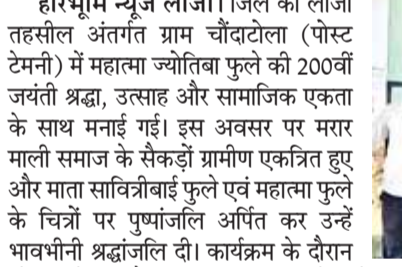 हरिभूमि न्यूज लांजी। जिले की लांजी
तहसील अंतर्गत ग्राम चौंदाटोला (पोस्ट
टेमनी) में महात्मा ज्योतिबा फुले की 200वीं
जयंती श्रद्धा, उत्साह और सामाजिक एकता
के साथ मनाई गई। इस अवसर पर मरार
माली समाज के सैकड़ों ग्रामीण एकत्रित हुए
और माता सावित्रीबाई फुले एवं महात्मा फुले
के चित्रों पर पुष्पांजलि अर्पित कर उन्हें
भावभीनी श्रद्धांजलि दी। कार्यक्रम के दौरान